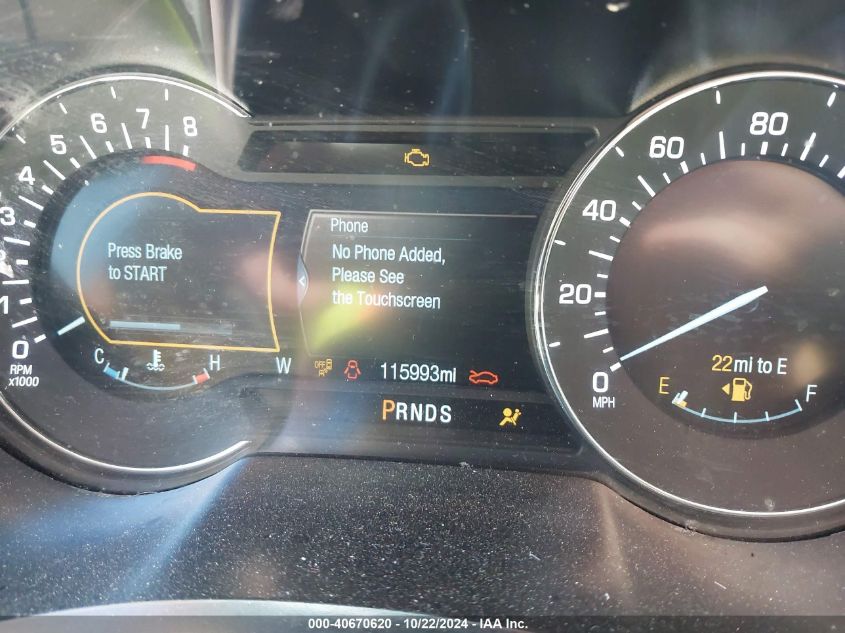 1 2 3 4 5 6 7 8
0
RPM
x1000
Press Brake
to START
C H
Phone
No Phone Added,
Please See
the Touchscreen
W OFF 115993mi
PRNDS
0 20 40 60 80
MPH
22mi to E
E F
000-40670620 - 10/22/2024 - IAA Inc.